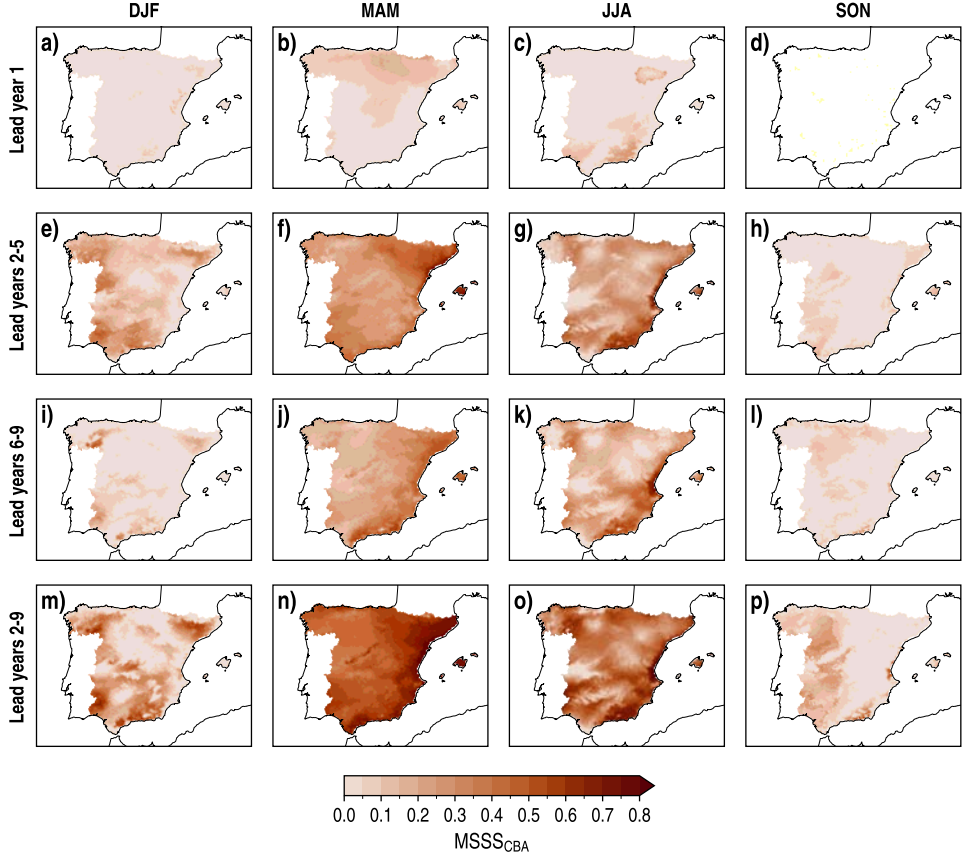 DJF MAM JJA SON
Lead year 1
a) b) c) d)
Lead years 2-5
e) f) g) h)
Lead years 6-9
i) j) k) l)
Lead years 2-9
m) n) o) p)
0.0 0.1 0.2 0.3 0.4 0.5 0.6 0.7 0.8
MSSS_CBA